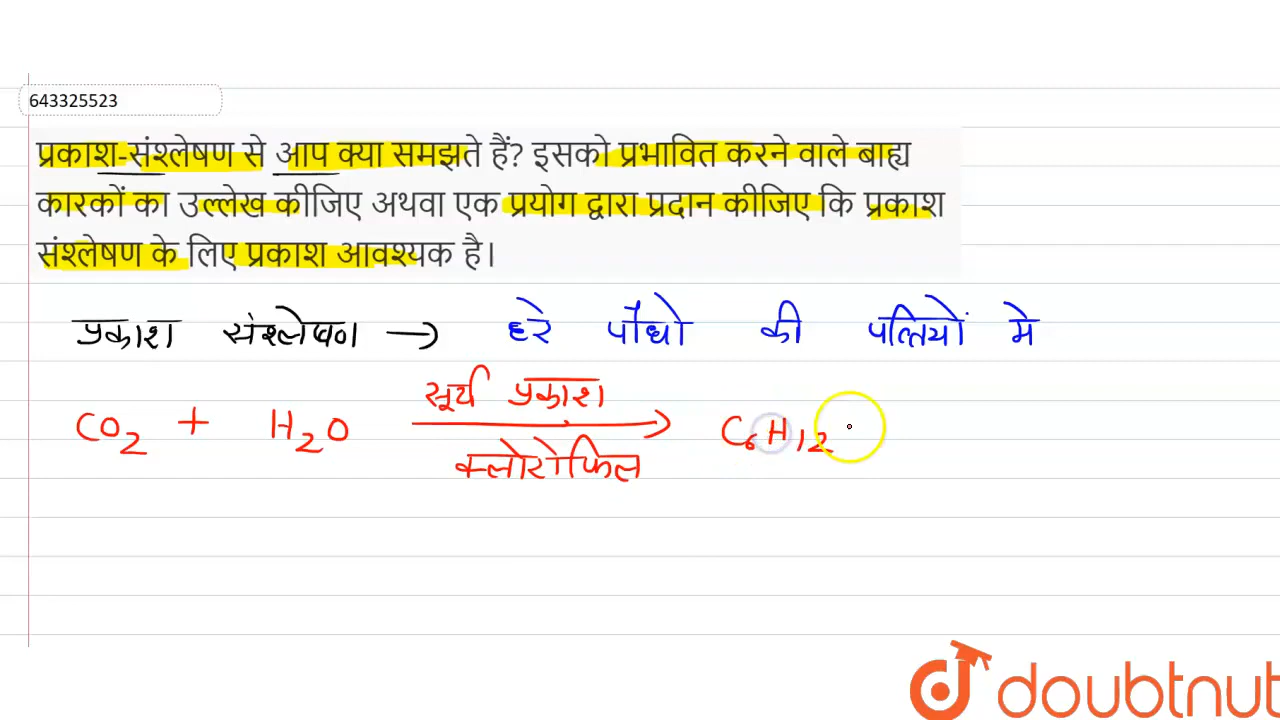 643325523
प्रकाश-संश्लेषण से आप क्या समझते हैं? इसको प्रभावित करने वाले बाह्य
कारकों का उल्लेख कीजिए अथवा एक प्रयोग द्वारा प्रदान कीजिए कि प्रकाश
संश्लेषण के लिए प्रकाश आवश्यक है।
प्रकाश संश्लेषण → हरे पौधो की पत्तियों मे
सूर्य प्रकाश
CO₂ + H₂O → C₆H₁₂
क्लोरोफिल
doubtnut